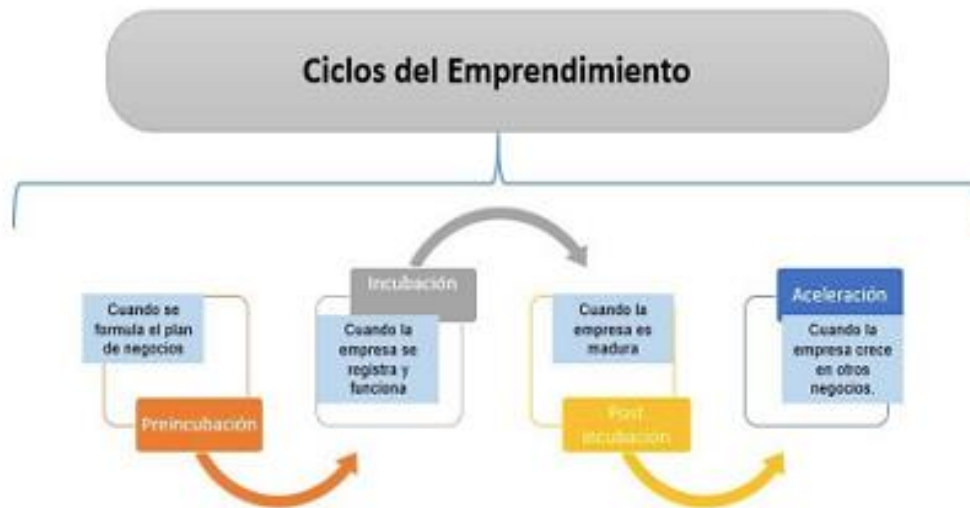 Ciclos del Emprendimiento
Cuando se
formula el plan
de negocios
Preincubación
Incubación
Cuando la
empresa se
registra y
funciona
Cuando la
empresa es
madura
Post
incubación
Aceleración
Cuando la
empresa crece
en otros
negocios.